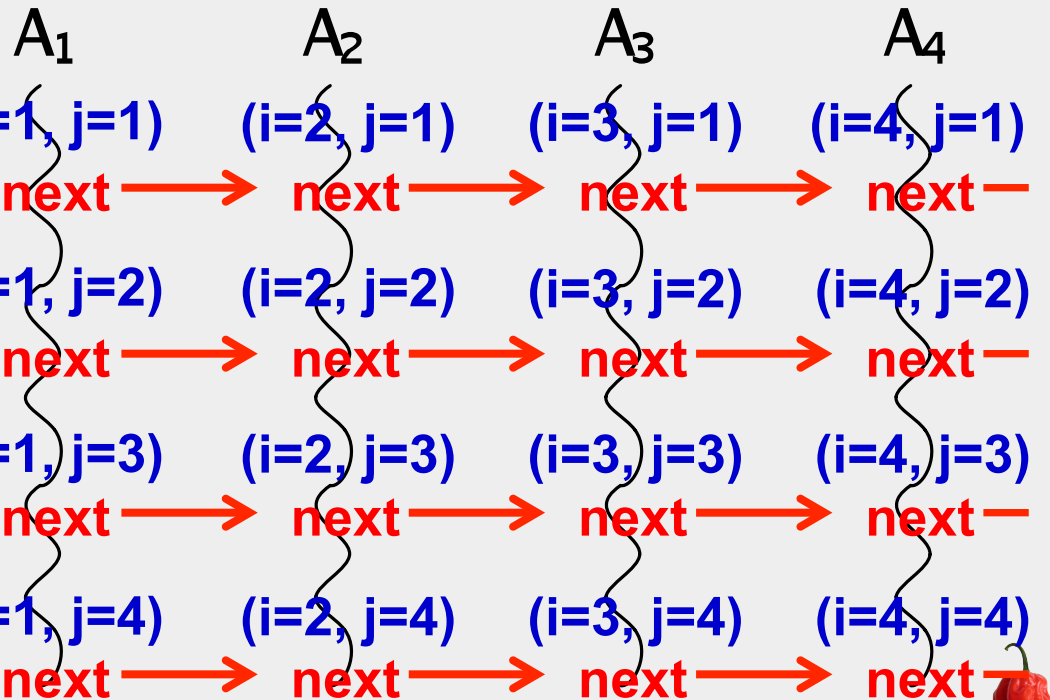 A1 A2 A3 A4
=1, j=1) (i=2, j=1) (i=3, j=1) (i=4, j=1)
next next next next
=1, j=2) (i=2, j=2) (i=3, j=2) (i=4, j=2)
next next next next
=1, j=3) (i=2, j=3) (i=3, j=3) (i=4, j=3)
next next next next
=1, j=4) (i=2, j=4) (i=3, j=4) (i=4, j=4)
next next next next